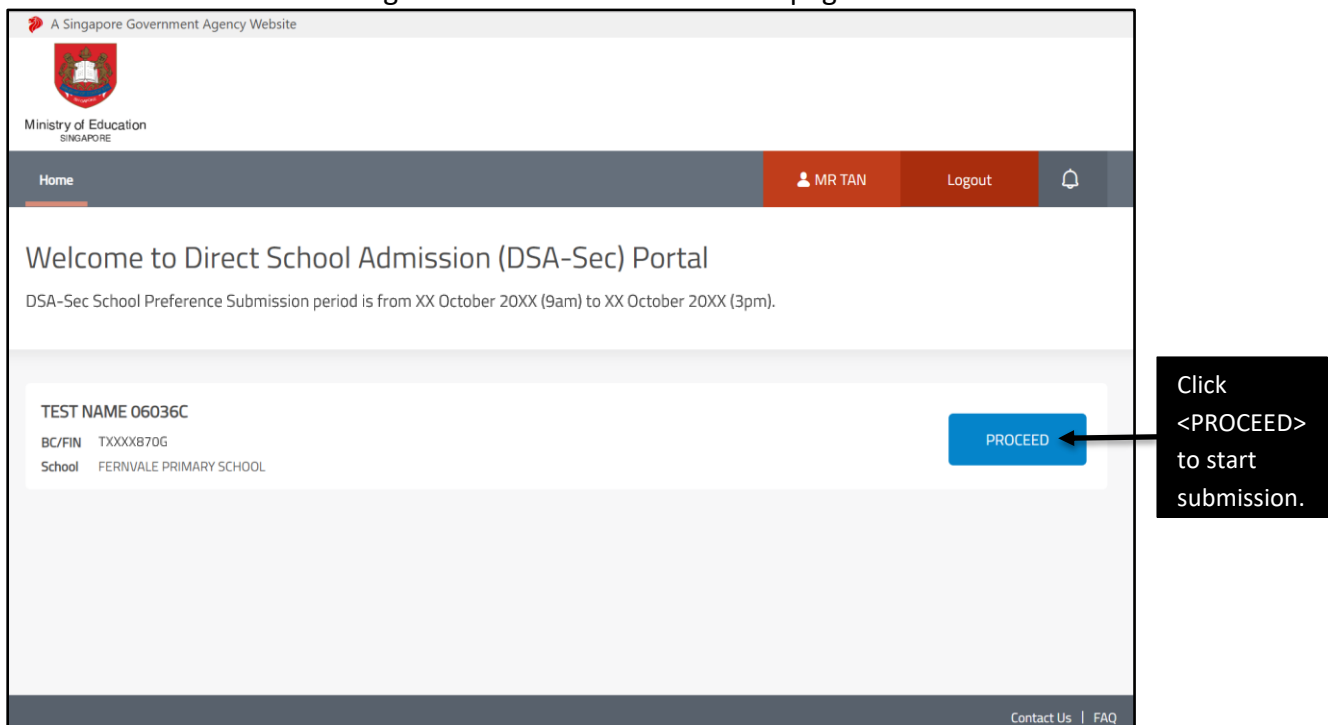 A Singapore Government Agency Website
Ministry of Education
SINGAPORE
Home
MR TAN
Logout
Welcome to Direct School Admission (DSA-Sec) Portal
DSA-Sec School Preference Submission period is from XX October 20XX (9am) to XX October 20XX (3pm).
TEST NAME 06036C
BC/FIN TXXXX870G
School FERNVALE PRIMARY SCHOOL
PROCEED
Click
<PROCEED>
to start
submission.
Contact Us | FAQ